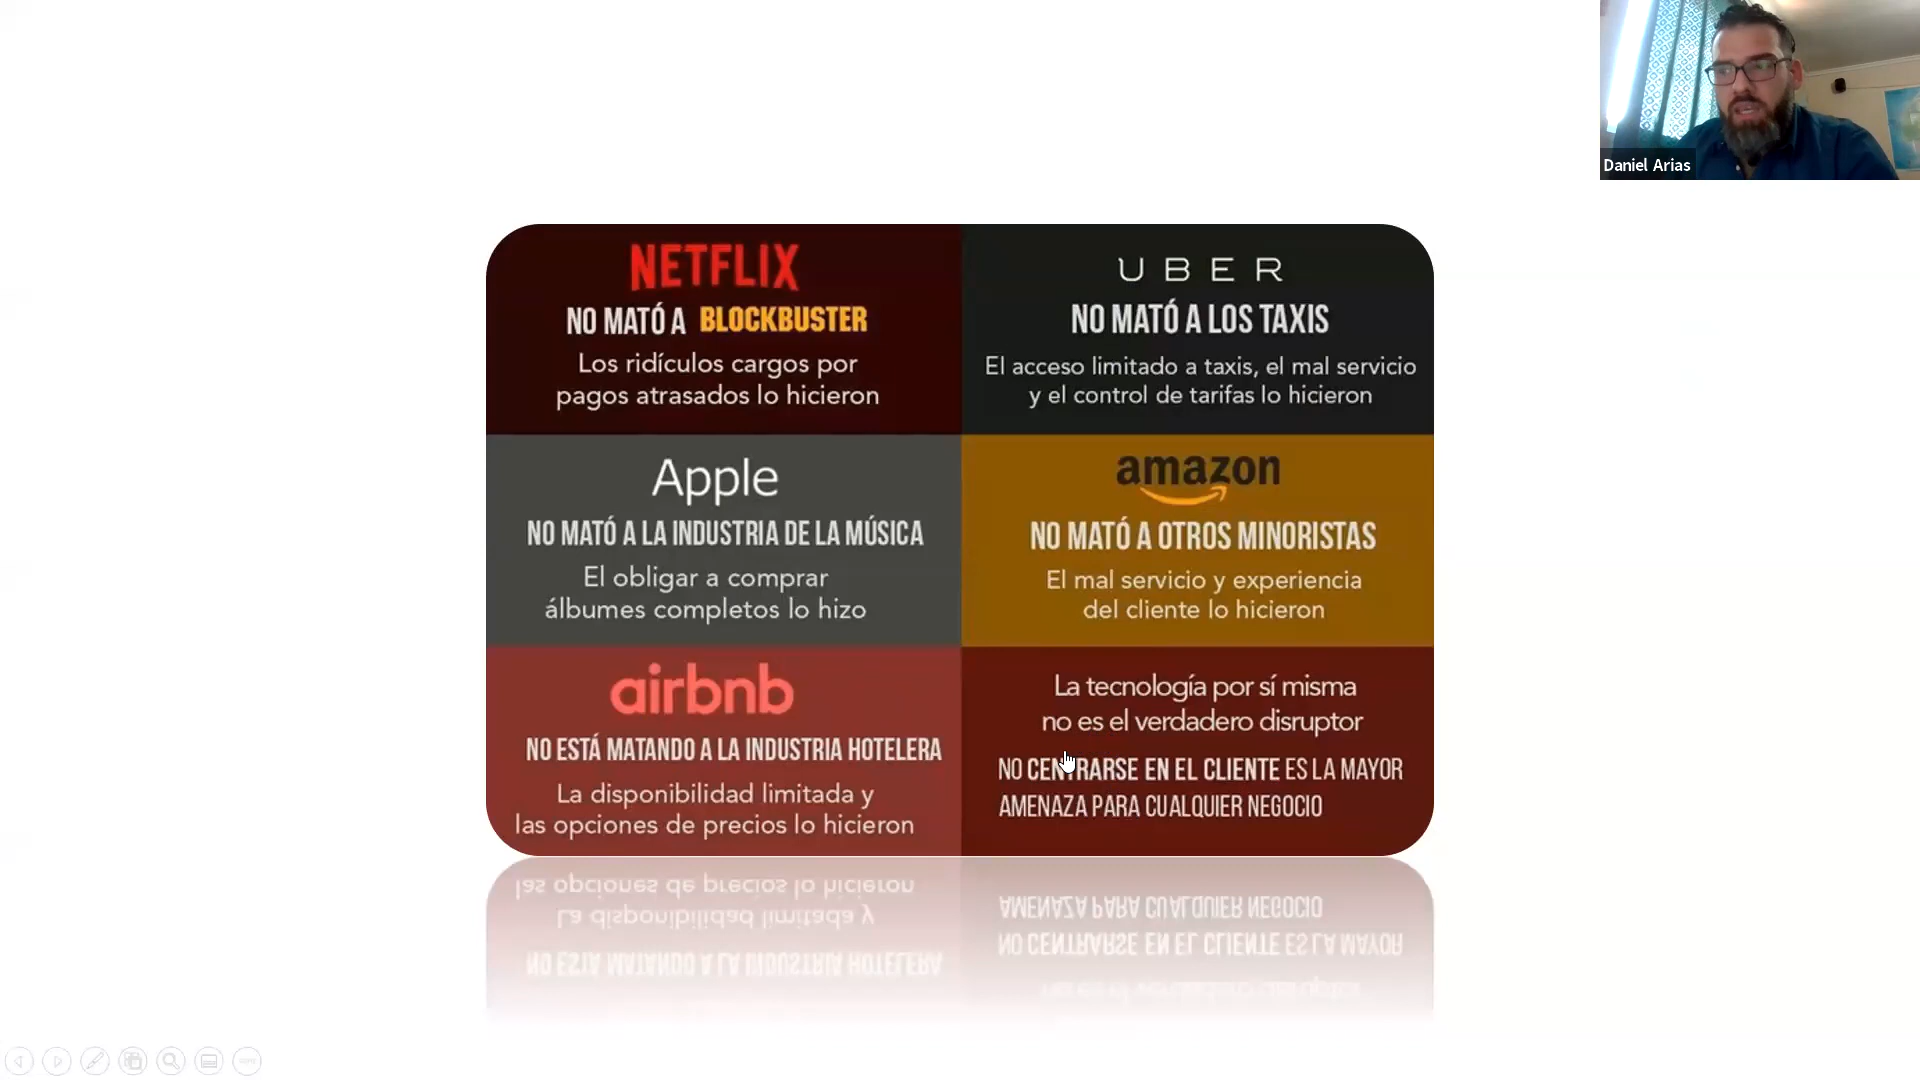 Daniel Arias
NETFLIX
NO MATÓ A BLOCKBUSTER
Los ridículos cargos por
pagos atrasados lo hicieron
UBER
NO MATÓ A LOS TAXIS
El acceso limitado a taxis, el mal servicio
y el control de tarifas lo hicieron
Apple
NO MATÓ A LA INDUSTRIA DE LA MÚSICA
El obligar a comprar
álbumes completos lo hizo
amazon
NO MATÓ A OTROS MINORISTAS
El mal servicio y experiencia
del cliente lo hicieron
airbnb
NO ESTÁ MATANDO A LA INDUSTRIA HOTELERA
La disponibilidad limitada y
las opciones de precios lo hicieron
La tecnología por sí misma
no es el verdadero disruptor
NO CENTRARSE EN EL CLIENTE ES LA MAYOR
AMENAZA PARA CUALQUIER NEGOCIO